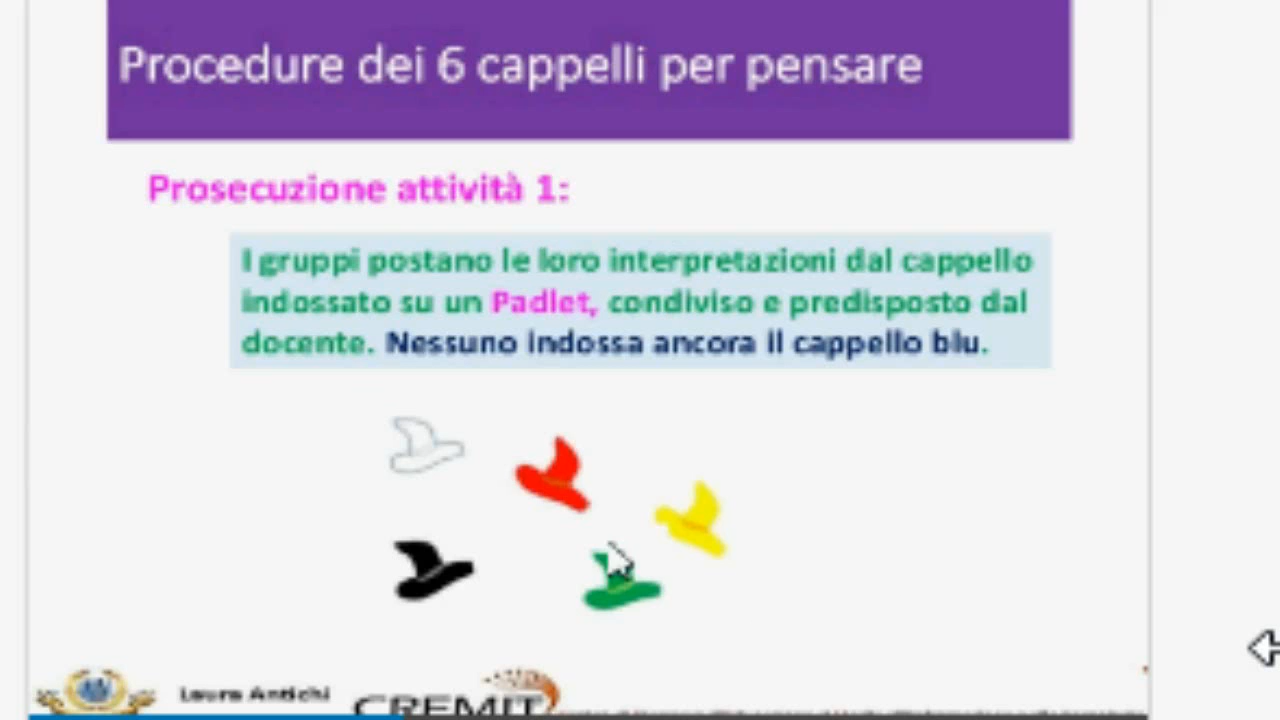 Procedure dei 6 cappelli per pensare
Prosecuzione attività 1:
I gruppi postano le loro interpretazioni dal cappello
indossato su un Padlet, condiviso e predisposto dal
docente. Nessuno indossa ancora il cappello blu.
Laura Antichi
CREMIT